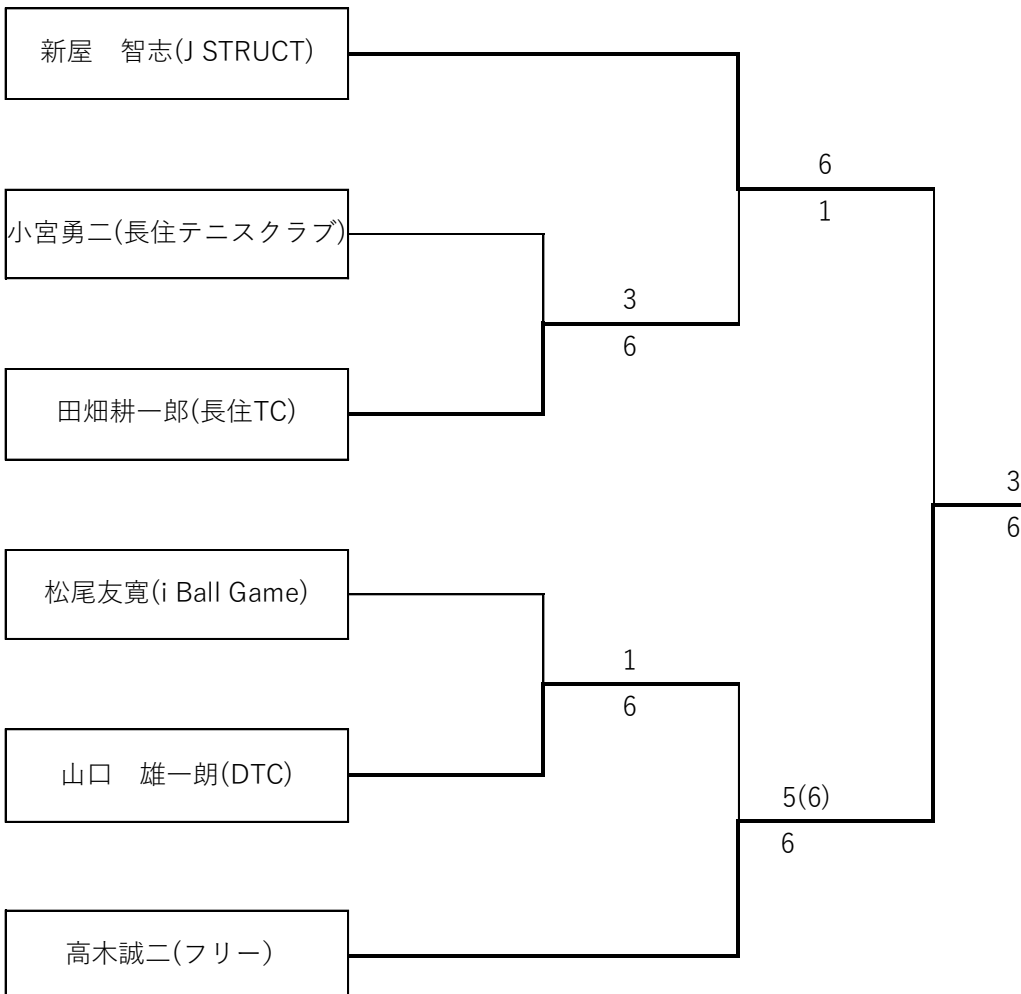 新屋　智志(J STRUCT)
6
1
小宮勇二(長住テニスクラブ)
3
6
田畑耕一郎(長住TC)
3
6
松尾友寛(i Ball Game)
1
6
山口　雄一朗(DTC)
5(6)
6
高木誠二(フリー)